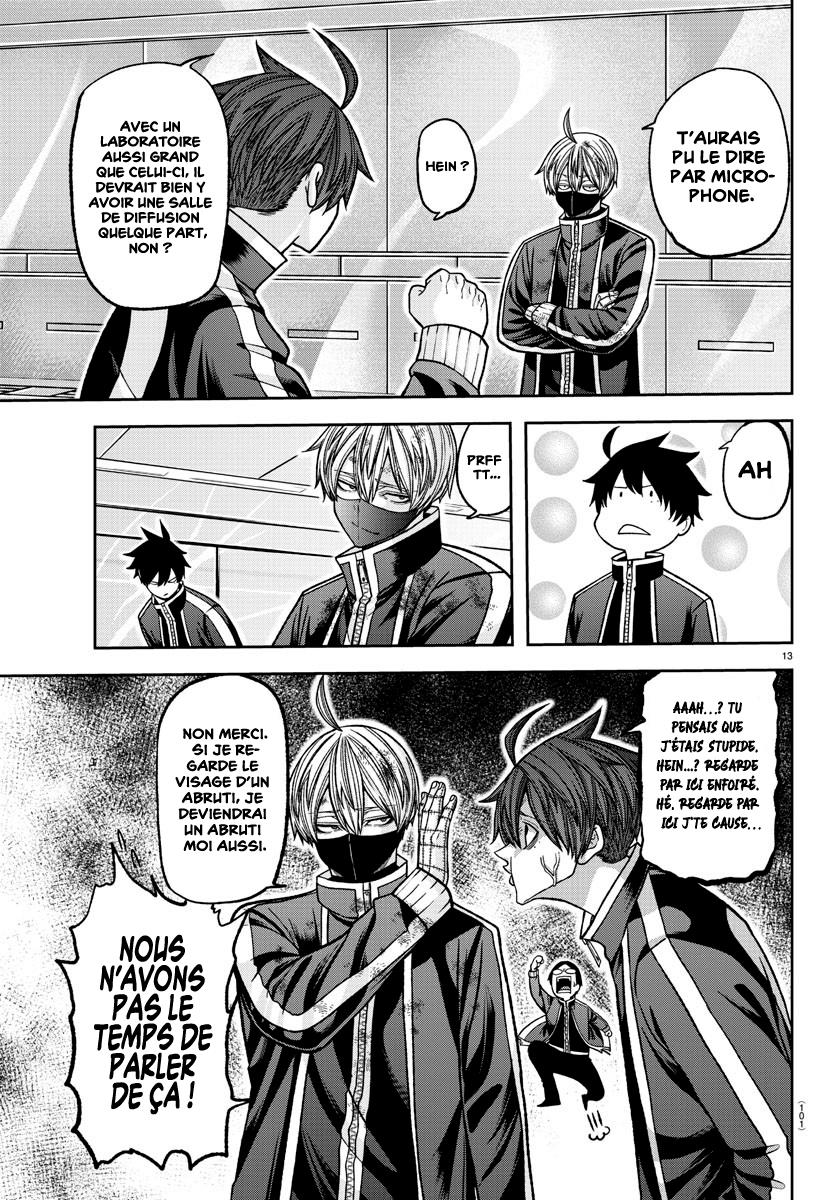 T'AURAIS
PU LE DIRE
PAR MICRO-
PHONE.
HEIN ?
AVEC UN
LABORATOIRE
AUSSI GRAND
QUE CELUI-CI, IL
DEVRAIT BIEN Y
AVOIR UNE SALLE
DE DIFFUSION
QUELQUE PART,
NON ?
AH
PRFF
TT...
13
AAAH...? TU
PENSAIS QUE
J'ÉTAIS STUPIDE,
HEIN...? REGARDE
PAR ICI ENFOIRÉ.
HÉ, REGARDE PAR
ICI J'TE CAUSE...
NON MERCI.
SI JE RE-
GARDE LE
VISAGE D'UN
ABRUTI, JE
DEVIENDRAI
UN ABRUTI
MOI AUSSI.
NOUS
N'AVONS
PAS LE
TEMPS DE
PARLER
DE ÇA !
(101)